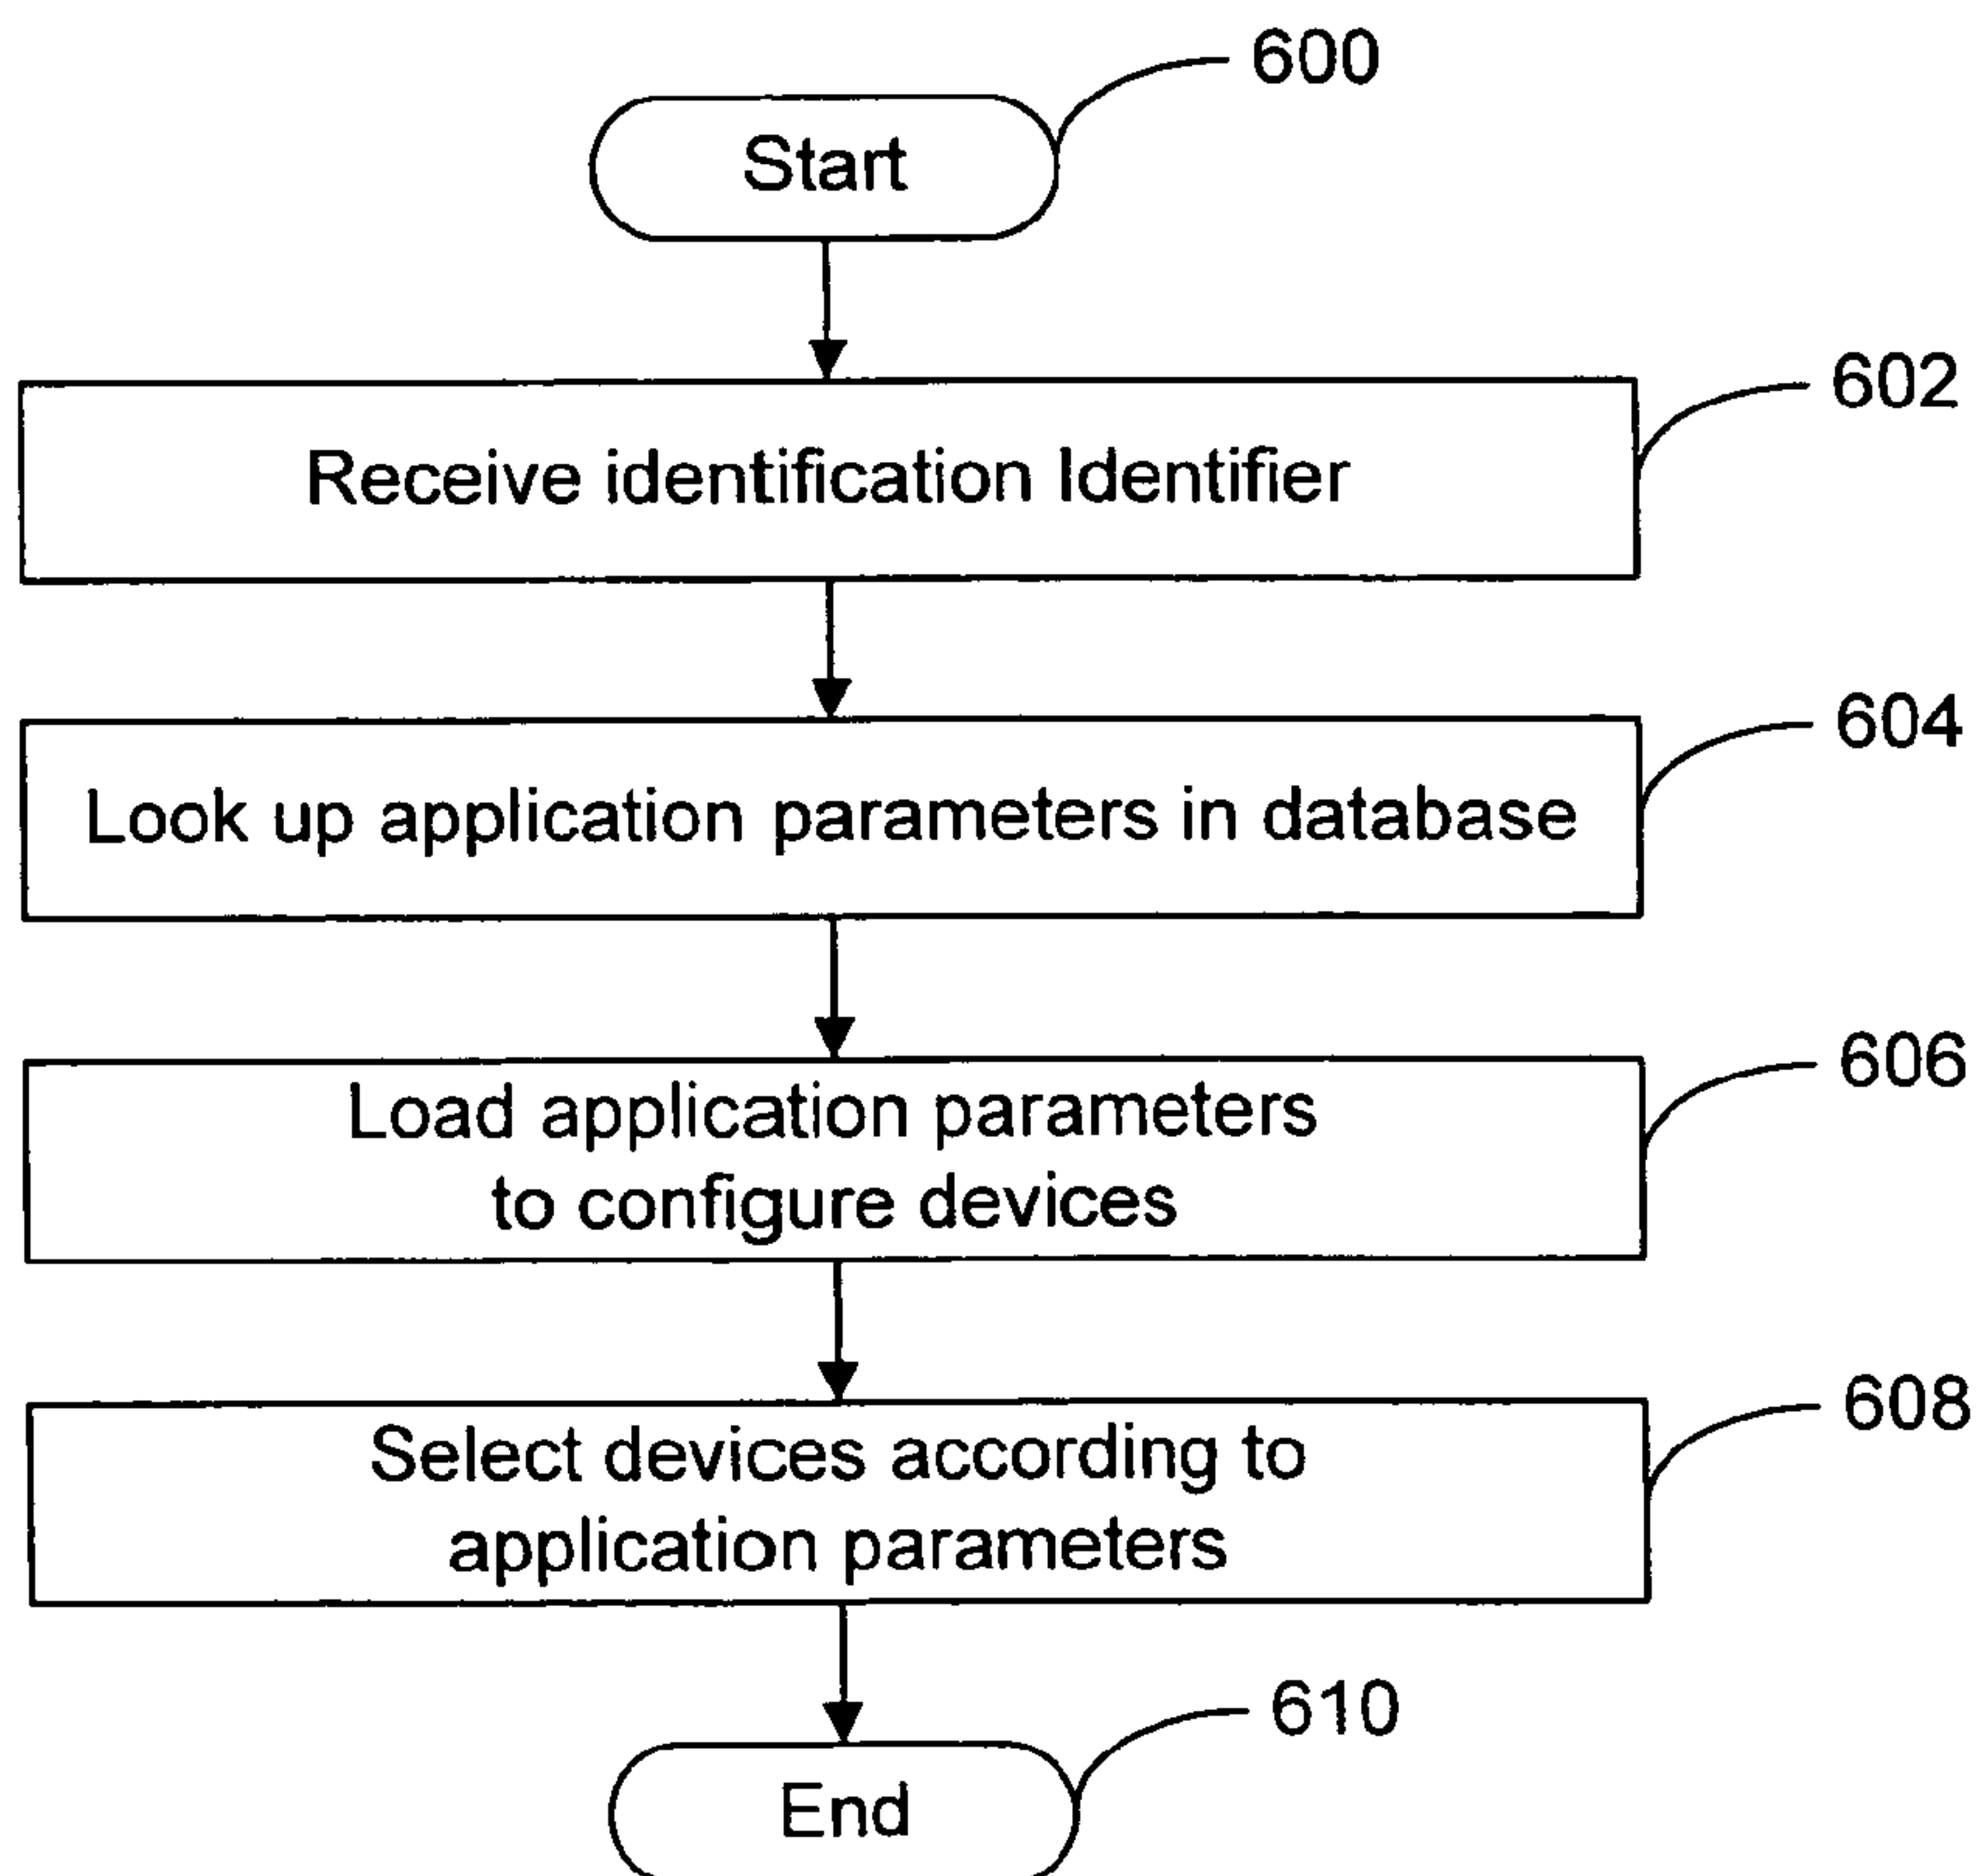 600
Start
602
Receive identification Identifier
604
Look up application parameters in database
606
Load application parameters
to configure devices
608
Select devices according to
application parameters
610
End